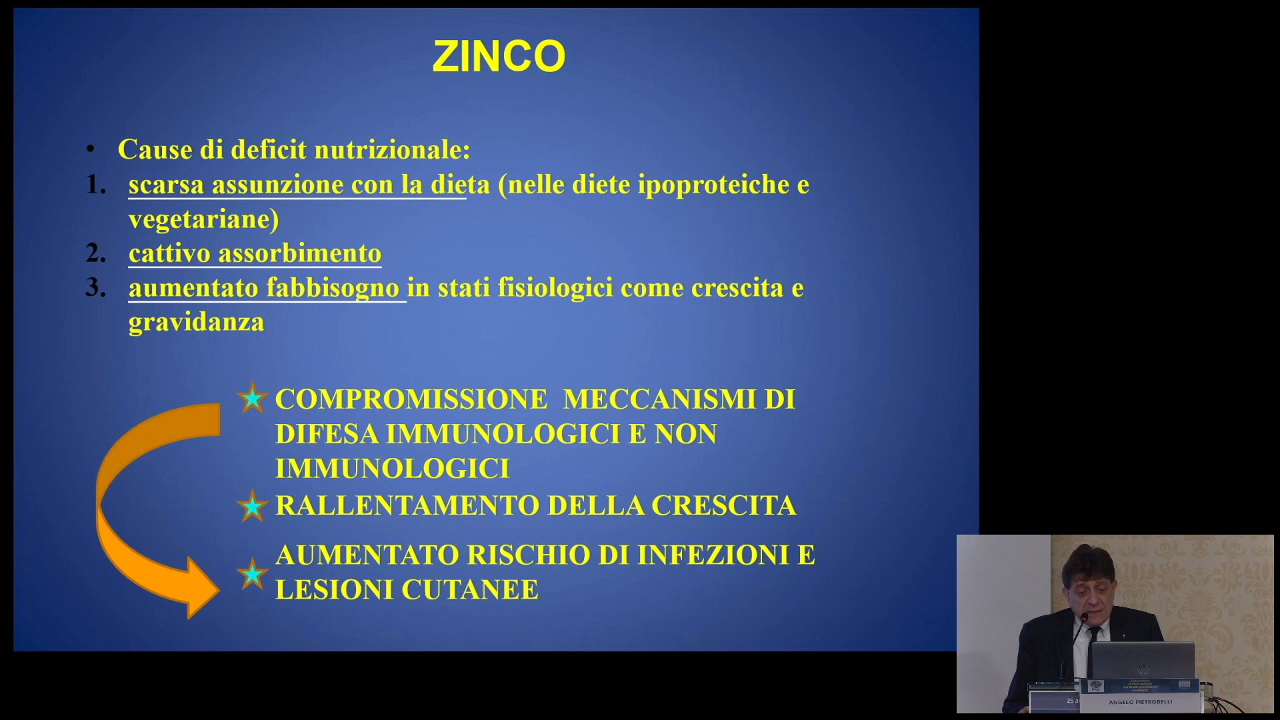 ZINCO
• Cause di deficit nutrizionale:
1. scarsa assunzione con la dieta (nelle diete ipoproteiche e
vegetariane)
2. cattivo assorbimento
3. aumentato fabbisogno in stati fisiologici come crescita e
gravidanza
COMPROMISSIONE MECCANISMI DI
DIFESA IMMUNOLOGICI E NON
IMMUNOLOGICI
RALLENTAMENTO DELLA CRESCITA
AUMENTATO RISCHIO DI INFEZIONI E
LESIONI CUTANEE
ANGELO PIETROBELLI